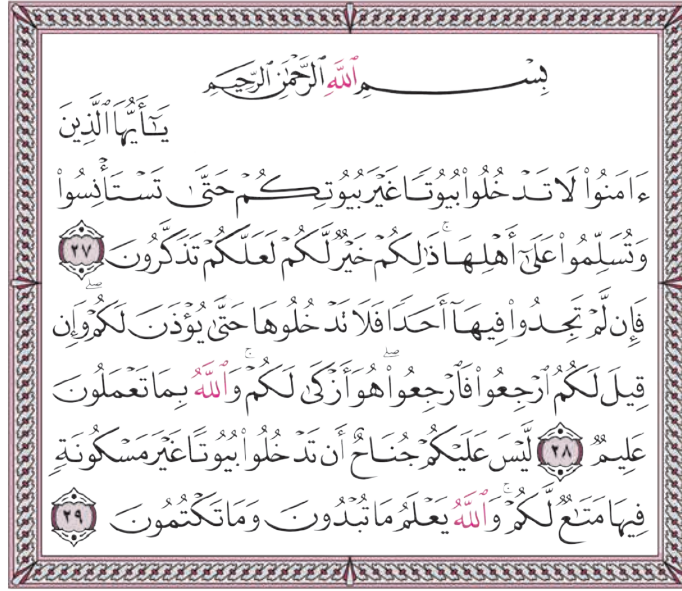 بِسْمِ ٱللَّهِ ٱلرَّحْمَٰنِ ٱلرَّحِيمِ
يَـٰٓأَيُّهَا ٱلَّذِينَ
ءَامَنُوا۟ لَا تَدْخُلُوا۟ بُيُوتًا غَيْرَ بُيُوتِكُمْ حَتَّىٰ تَسْتَأْنِسُوا۟
وَتُسَلِّمُوا۟ عَلَىٰٓ أَهْلِهَا ۚ ذَٰلِكُمْ خَيْرٌ لَّكُمْ لَعَلَّكُمْ تَذَكَّرُونَ ٢٧
فَإِن لَّمْ تَجِدُوا۟ فِيهَآ أَحَدًا فَلَا تَدْخُلُوهَا حَتَّىٰ يُؤْذَنَ لَكُمْ ۖ وَإِن
قِيلَ لَكُمُ ٱرْجِعُوا۟ فَٱرْجِعُوا۟ ۖ هُوَ أَزْكَىٰ لَكُمْ ۚ وَٱللَّهُ بِمَا تَعْمَلُونَ
عَلِيمٌ ٢٨ لَّيْسَ عَلَيْكُمْ جُنَاحٌ أَن تَدْخُلُوا۟ بُيُوتًا غَيْرَ مَسْكُونَةٍ
فِيهَا مَتَـٰعٌ لَّكُمْ ۚ وَٱللَّهُ يَعْلَمُ مَا تُبْدُونَ وَمَا تَكْتُمُونَ ٢٩